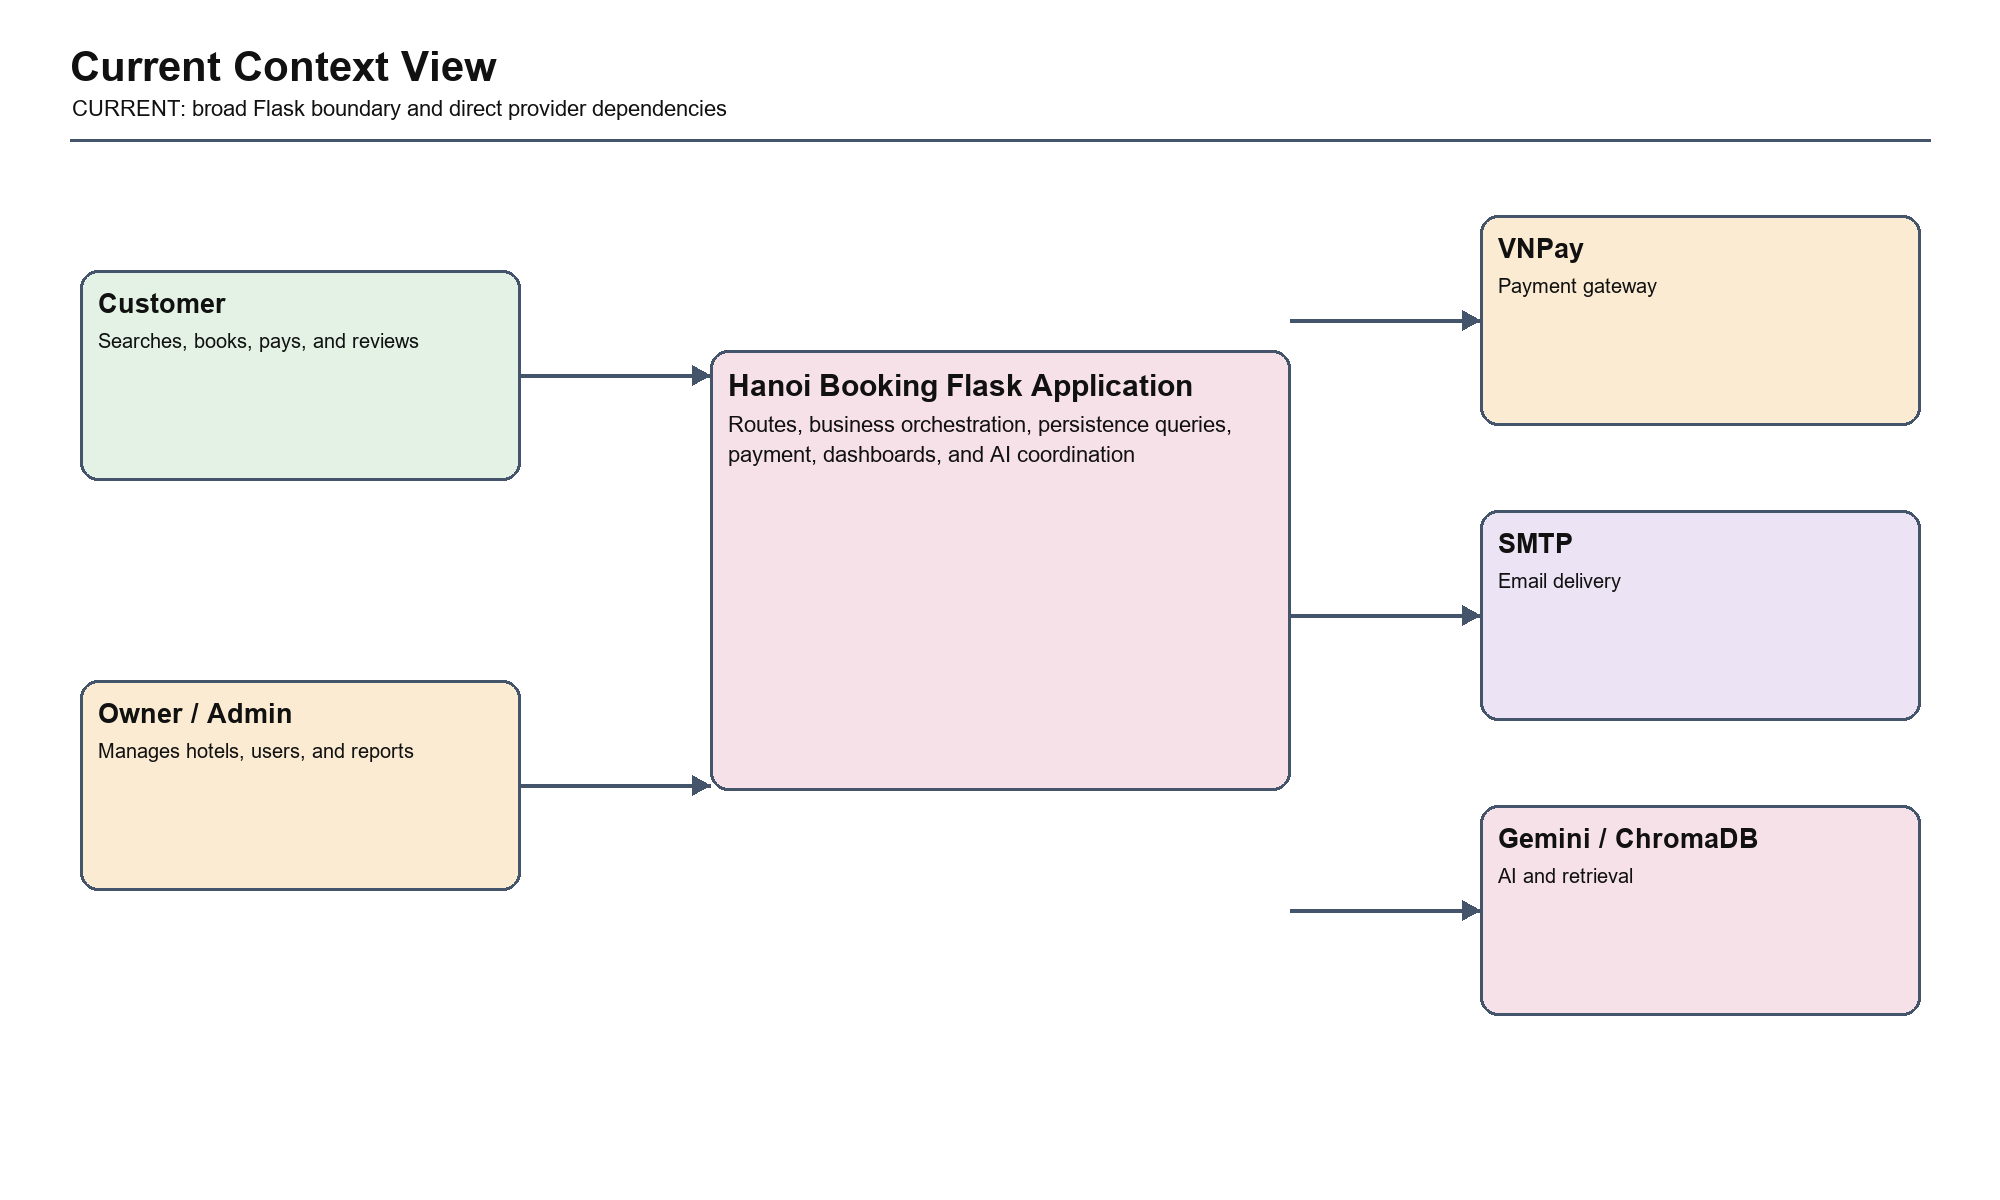 Current Context View
CURRENT: broad Flask boundary and direct provider dependencies
Customer
Searches, books, pays, and reviews
Owner / Admin
Manages hotels, users, and reports
Hanoi Booking Flask Application
Routes, business orchestration, persistence queries,
payment, dashboards, and AI coordination
VNPay
Payment gateway
SMTP
Email delivery
Gemini / ChromaDB
AI and retrieval